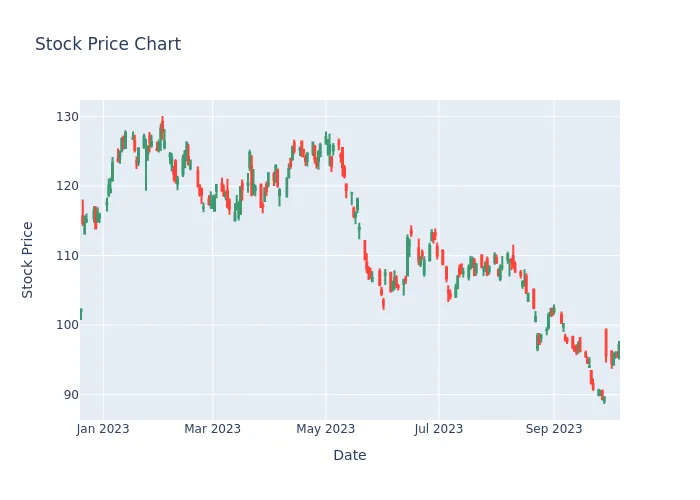 Stock Price Chart
130
120
110
100
90
Stock Price
Jan 2023
Mar 2023
May 2023
Jul 2023
Sep 2023
Date